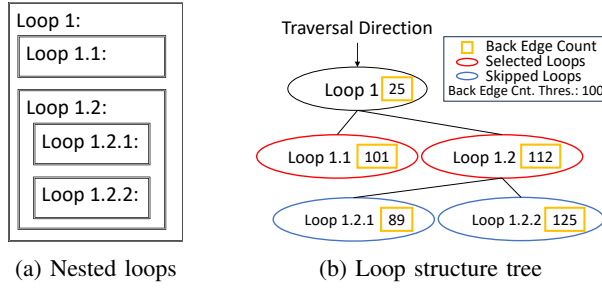 Loop 1:
Loop 1.1:
Loop 1.2:
Loop 1.2.1:
Loop 1.2.2:
(a) Nested loops
Traversal Direction
Back Edge Count
Selected Loops
Skipped Loops
Back Edge Cnt. Thres.: 100
Loop 1 25
Loop 1.1 101
Loop 1.2 112
Loop 1.2.1 89
Loop 1.2.2 125
(b) Loop structure tree